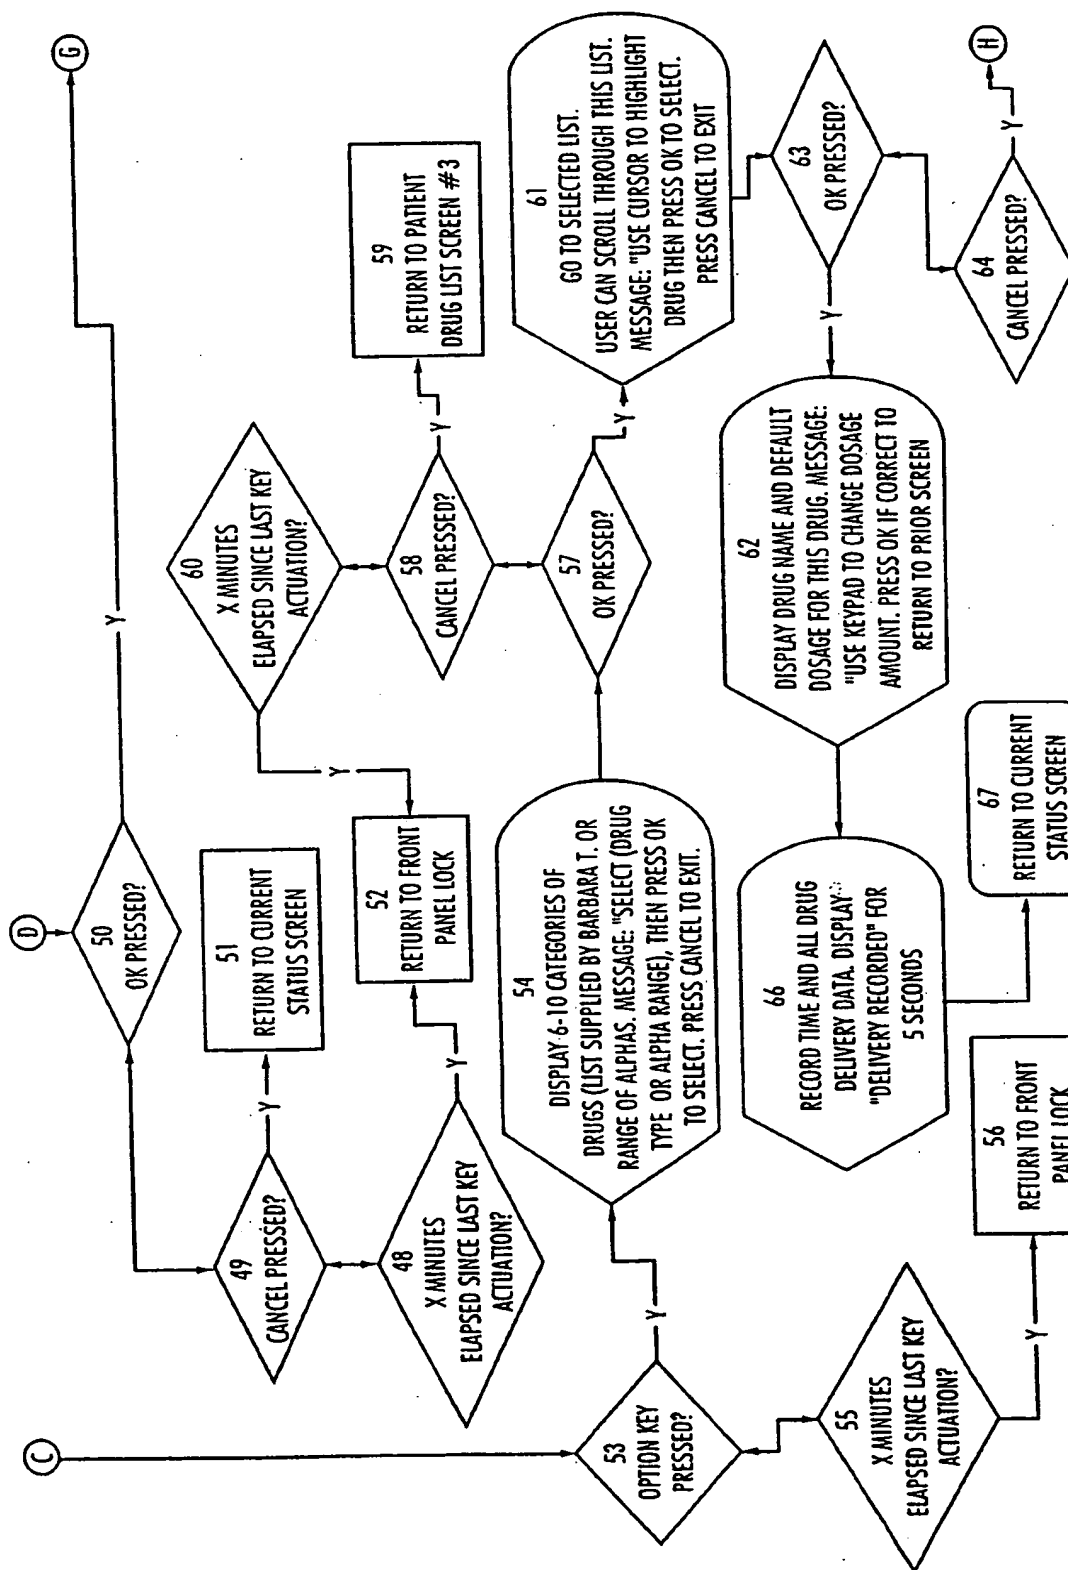 C
D
50
OK PRESSED?
Y
G
49
CANCEL PRESSED?
Y
51
RETURN TO CURRENT
STATUS SCREEN
48
X MINUTES
ELAPSED SINCE LAST KEY
ACTUATION?
Y
52
RETURN TO FRONT
PANEL LOCK
Y
60
X MINUTES
ELAPSED SINCE LAST KEY
ACTUATION?
58
CANCEL PRESSED?
Y
59
RETURN TO PATIENT
DRUG LIST SCREEN #3
53
OPTION KEY
PRESSED?
Y
54
DISPLAY 6-10 CATEGORIES OF
DRUGS (LIST SUPPLIED BY BARBARA T. OR
RANGE OF ALPHAS. MESSAGE: "SELECT (DRUG
TYPE OR ALPHA RANGE), THEN PRESS OK
TO SELECT. PRESS CANCEL TO EXIT.
57
OK PRESSED?
Y
61
GO TO SELECTED LIST.
USER CAN SCROLL THROUGH THIS LIST.
MESSAGE: "USE CURSOR TO HIGHLIGHT
DRUG THEN PRESS OK TO SELECT.
PRESS CANCEL TO EXIT
55
X MINUTES
ELAPSED SINCE LAST KEY
ACTUATION?
Y
56
RETURN TO FRONT
PANEL LOCK
66
RECORD TIME AND ALL DRUG
DELIVERY DATA. DISPLAY
"DELIVERY RECORDED" FOR
5 SECONDS
67
RETURN TO CURRENT
STATUS SCREEN
62
DISPLAY DRUG NAME AND DEFAULT
DOSAGE FOR THIS DRUG. MESSAGE:
"USE KEYPAD TO CHANGE DOSAGE
AMOUNT. PRESS OK IF CORRECT TO
RETURN TO PRIOR SCREEN
Y
63
OK PRESSED?
64
CANCEL PRESSED?
Y
H